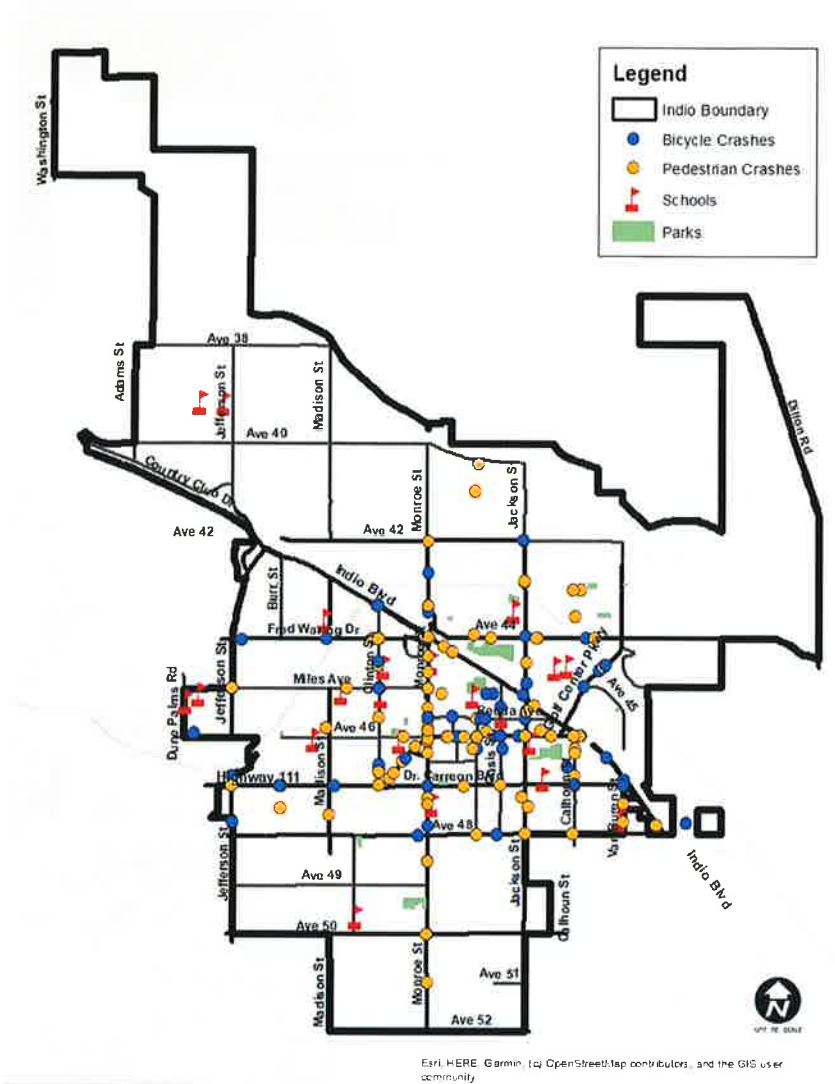 Legend
Indio Boundary
Bicycle Crashes
Pedestrian Crashes
Schools
Parks
Washington St
Ave 38
Adams St
Jefferson St
Madison St
Dillon Rd
Ave 40
Country Club Dr
Monroe St
Jackson St
Ave 42
Ave 42
Indio Blvd
Burr St
Ave 44
Fred Waring Dr
Clinton St
Golf Center Pkwy
Jefferson St
Dune Palms Rd
Miles Ave
Ave 45
Ave 46
Madison St
Highway 111
Dr. Carreon Blvd
Calhoun St
Van Buren St
Ave 48
Jefferson St
Jackson St
Indio Blvd
Ave 49
Calhoun St
Ave 50
Madison St
Monroe St
Ave 51
Ave 52
N
NOT TO SCALE
Esri, HERE, Garmin, (c) OpenStreetMap contributors, and the GIS user
community